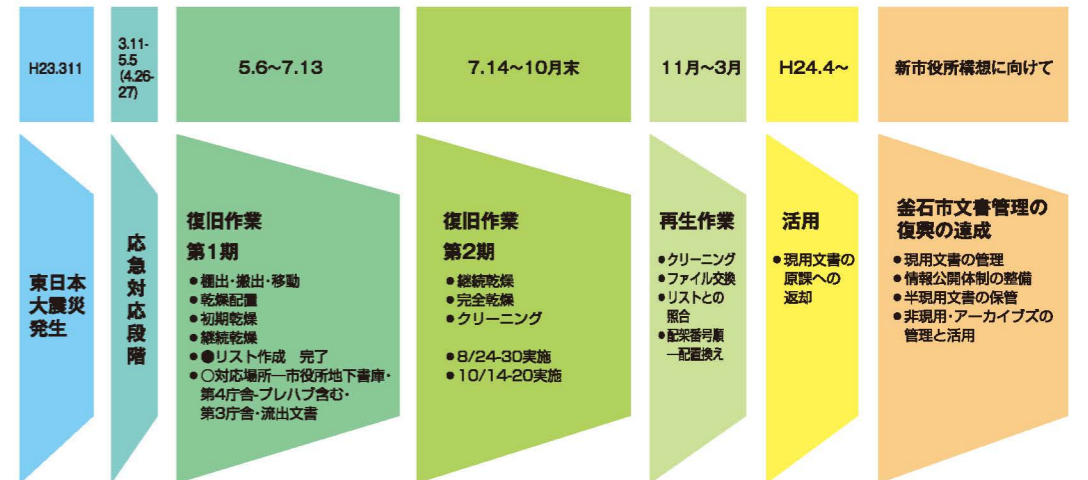 H23.311
3.11-
5.5
(4.26-
27)
5.6～7.13
7.14～10月末
11月～3月
H24.4～
新市役所構想に向けて
東日本
大震災
発生
応急対応段階
復旧作業
第1期
●棚出・搬出・移動
●乾燥配置
●初期乾燥
●継続乾燥
●●リスト作成　完了
●○対応場所―市役所地下書庫・
第4庁舎-プレハブ含む・
第3庁舎・流出文書
復旧作業
第2期
●継続乾燥
●完全乾燥
●クリーニング
●8/24-30実施
●10/14-20実施
再生作業
●クリーニング
●ファイル交換
●リストとの
照合
●配架番号順
―配置換え
活用
●現用文書の
原課への
返却
釜石市文書管理の
復興の達成
●現用文書の管理
●情報公開体制の整備
●半現用文書の保管
●非現用・アーカイブズの
管理と活用